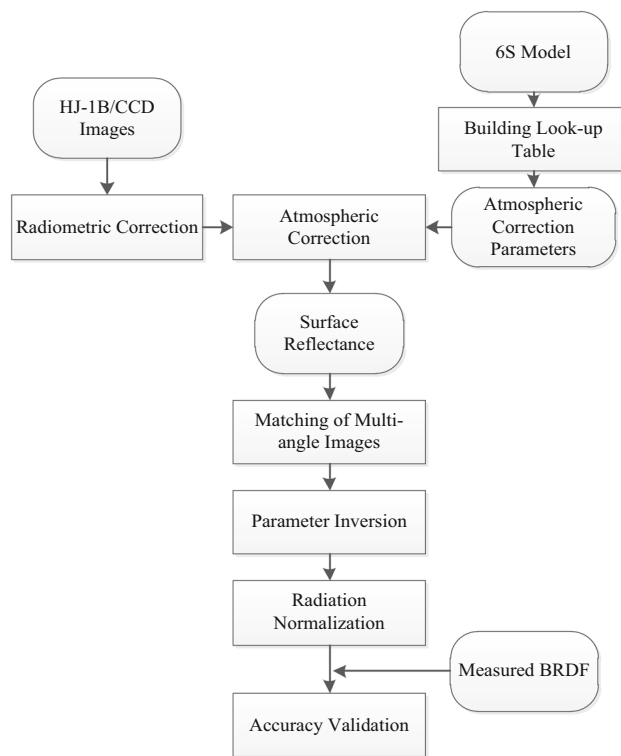 6S Model
HJ-1B/CCD
Images
Building Look-up
Table
Radiometric Correction
Atmospheric
Correction
Atmospheric
Correction
Parameters
Surface
Reflectance
Matching of Multi-
angle Images
Parameter Inversion
Radiation
Normalization
Measured BRDF
Accuracy Validation